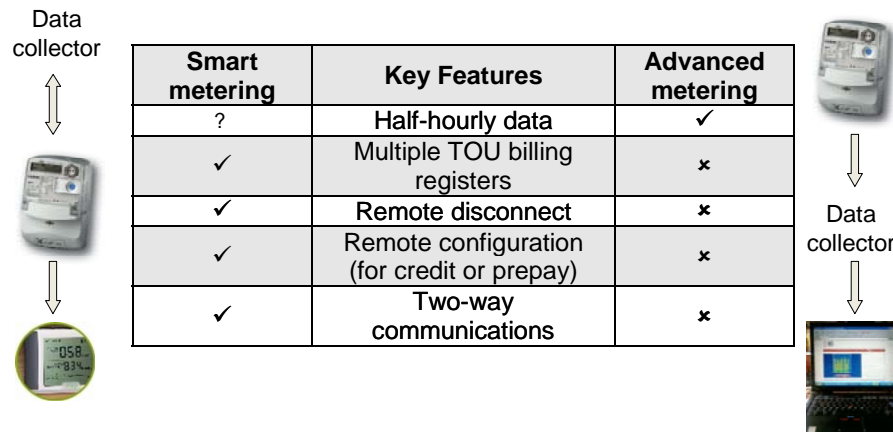 Data
collector
Smart
metering
Key Features
Advanced
metering
?
Half-hourly data
✓
✓
Multiple TOU billing
registers
×
✓
Remote disconnect
×
✓
Remote configuration
(for credit or prepay)
×
✓
Two-way
communications
×
Data
collector